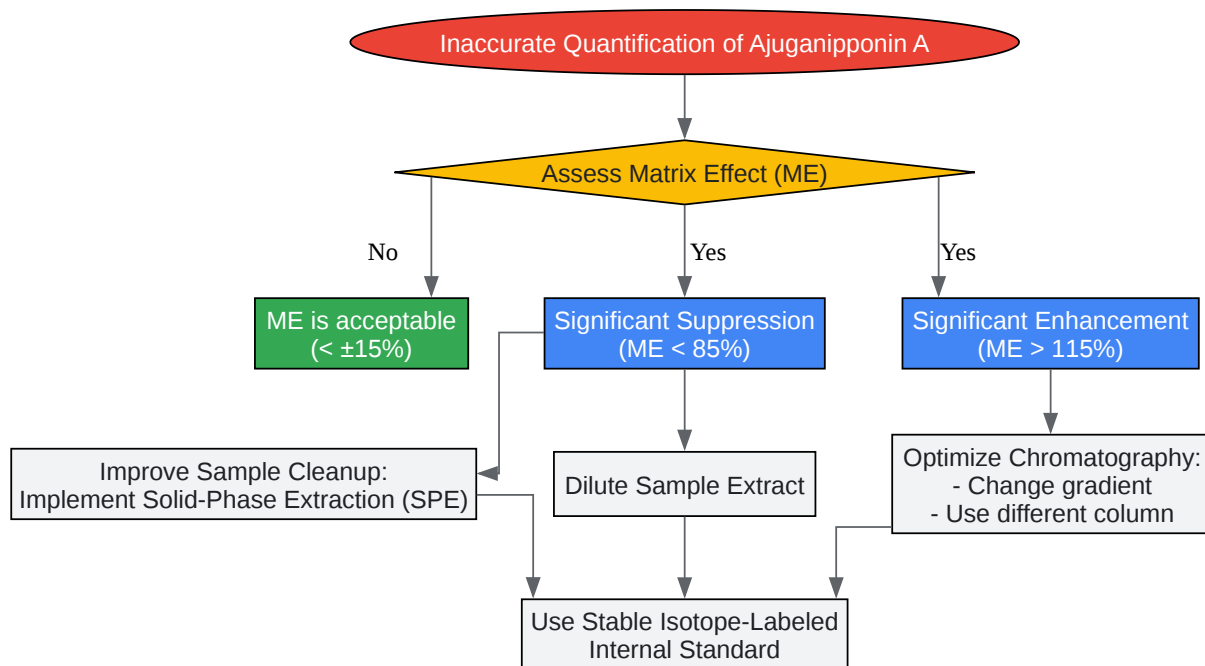 Inaccurate Quantification of Ajuganipponin A
Assess Matrix Effect (ME)
No
Yes
Yes
ME is acceptable
(< ±15%)
Significant Suppression
(ME < 85%)
Significant Enhancement
(ME > 115%)
Improve Sample Cleanup:
Implement Solid-Phase Extraction (SPE)
Dilute Sample Extract
Optimize Chromatography:
- Change gradient
- Use different column
Use Stable Isotope-Labeled
Internal Standard